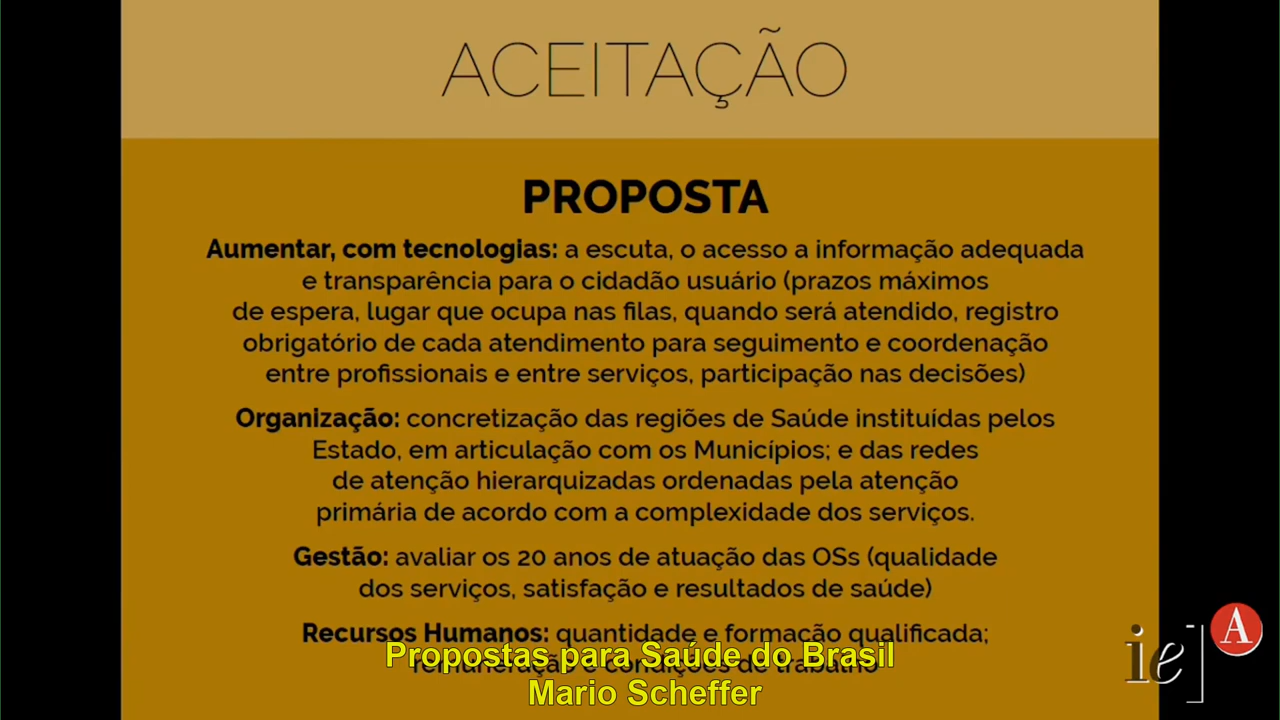 ACEITAÇÃO
PROPOSTA
Aumentar, com tecnologias: a escuta, o acesso a informação adequada
e transparência para o cidadão usuário (prazos máximos
de espera, lugar que ocupa nas filas, quando será atendido, registro
obrigatório de cada atendimento para seguimento e coordenação
entre profissionais e entre serviços, participação nas decisões)
Organização: concretização das regiões de Saúde instituídas pelos
Estado, em articulação com os Municípios; e das redes
de atenção hierarquizadas ordenadas pela atenção
primária de acordo com a complexidade dos serviços.
Gestão: avaliar os 20 anos de atuação das OSs (qualidade
dos serviços, satisfação e resultados de saúde)
Recursos Humanos: quantidade e formação qualificada;
remuneração e condições de trabalho
Propostas para Saúde do Brasil
Mario Scheffer
ie] A